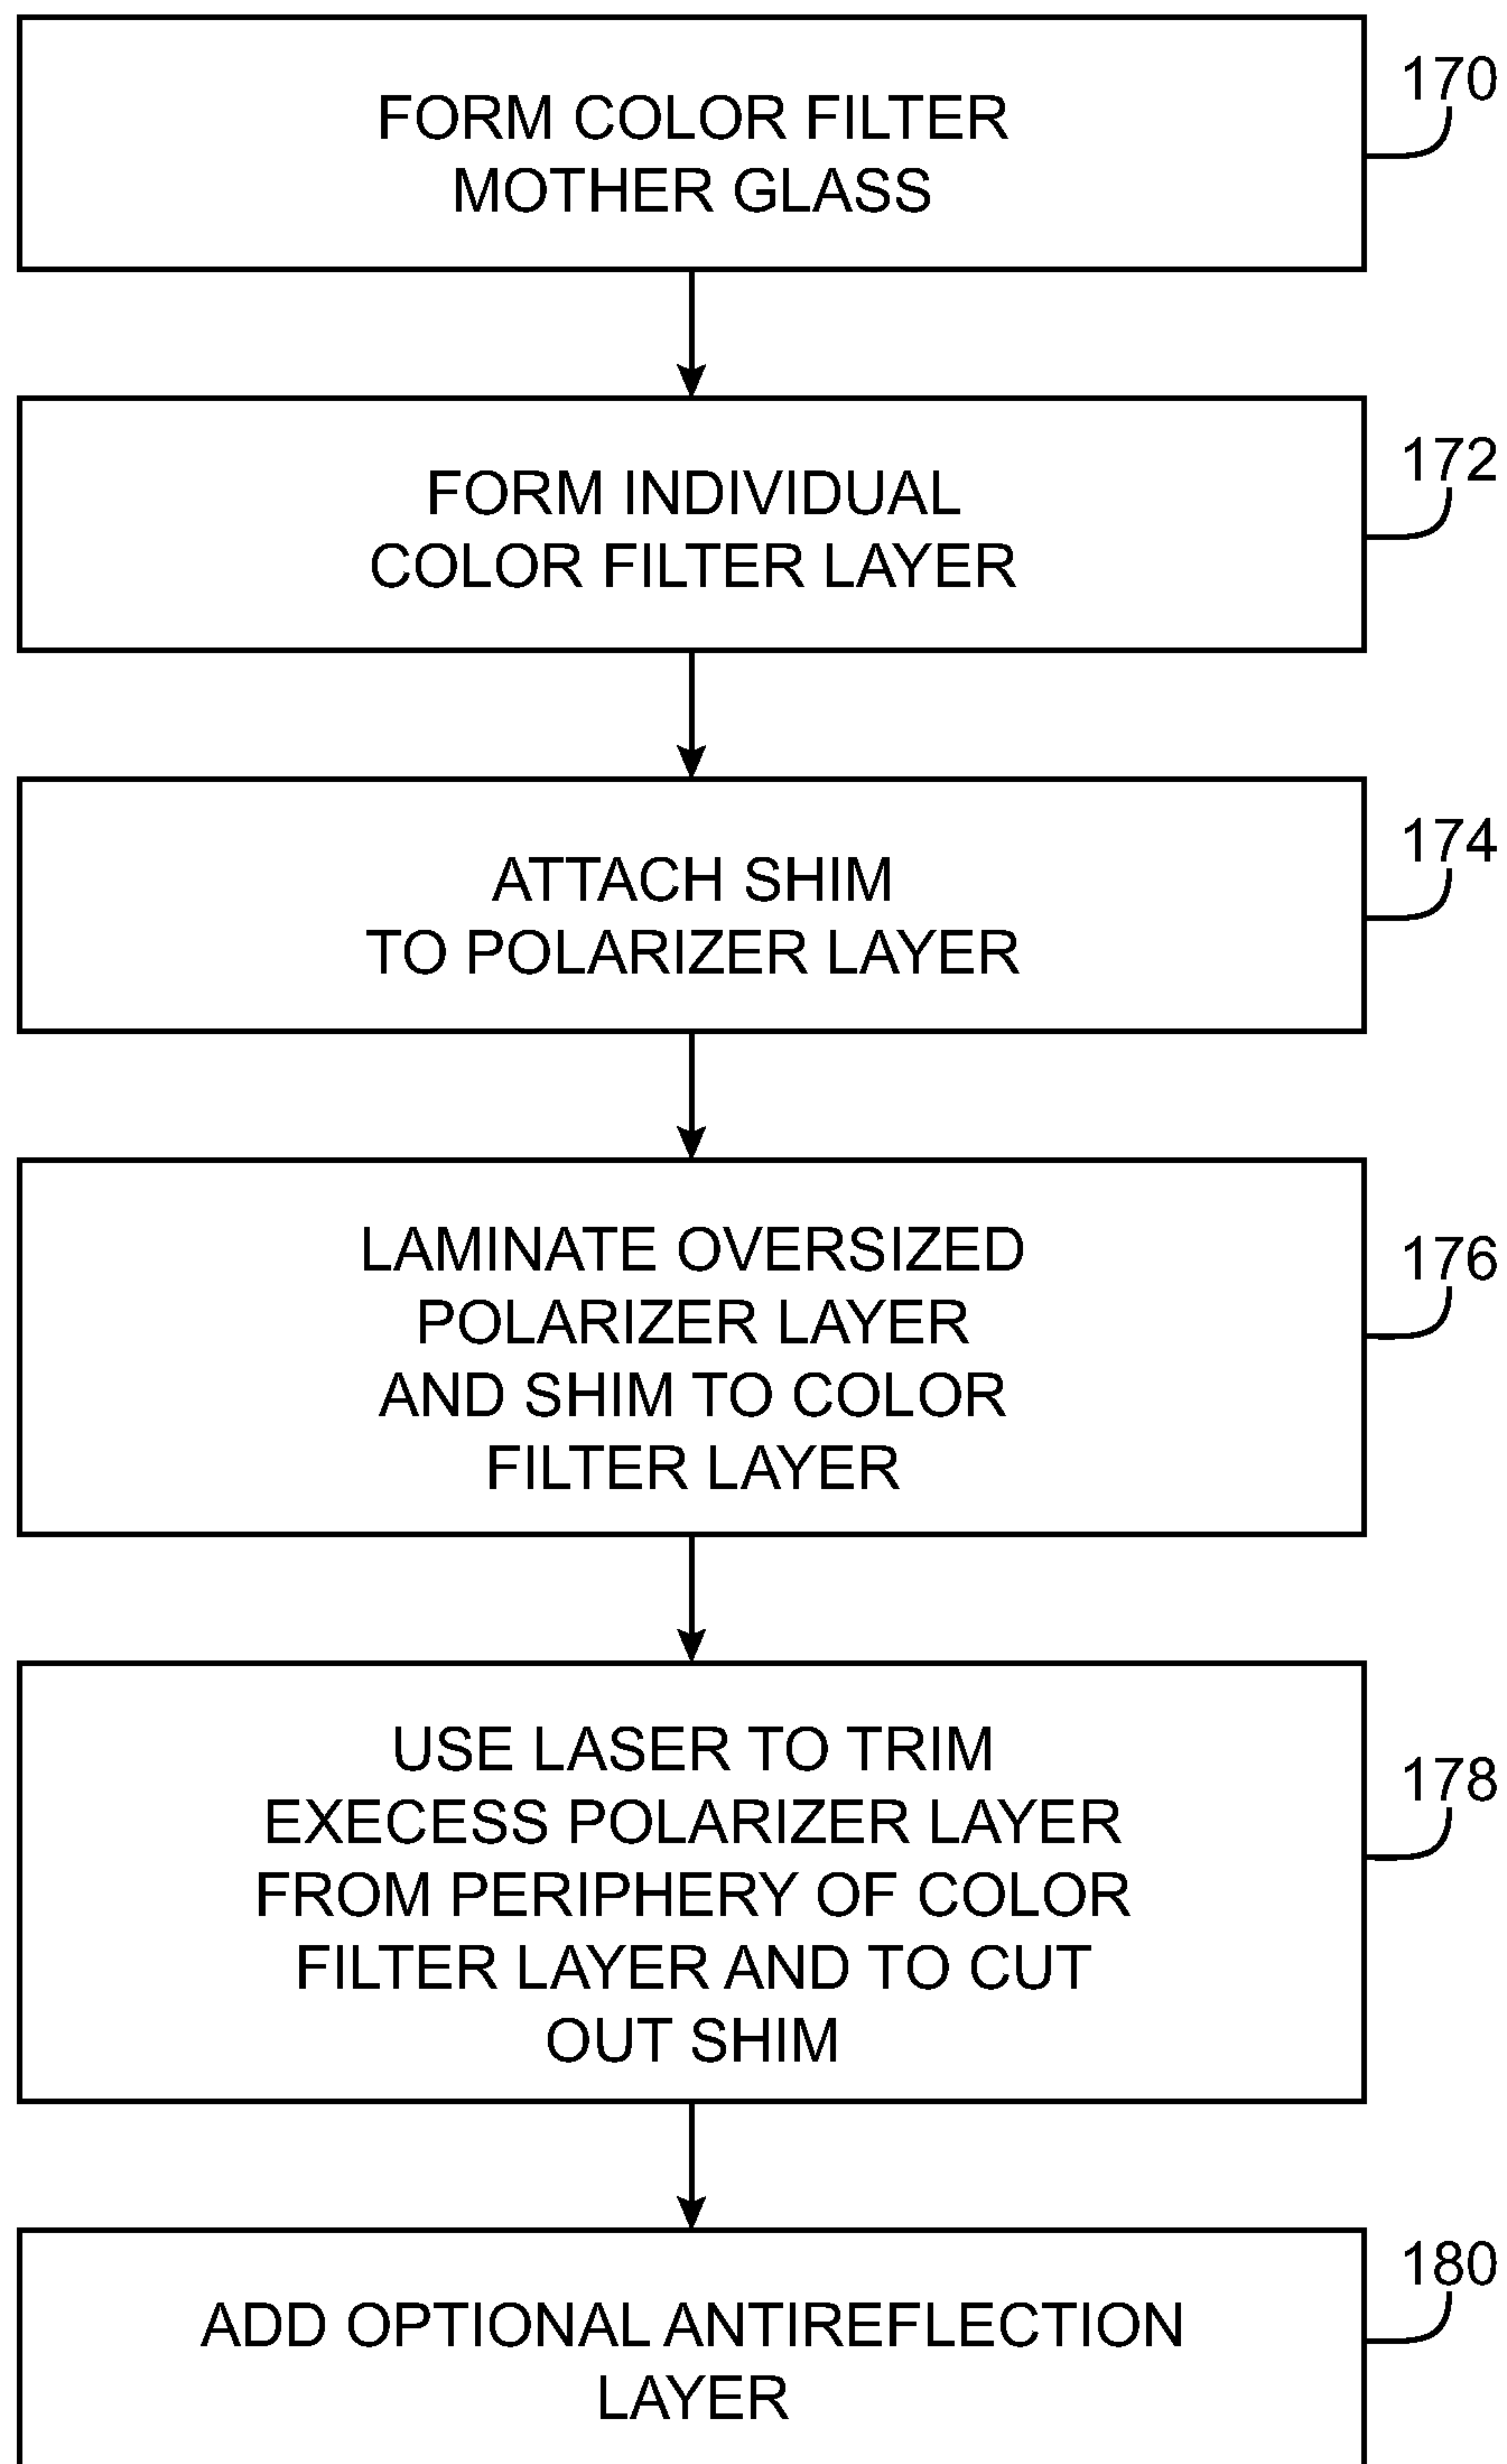 FORM COLOR FILTER
MOTHER GLASS
170
FORM INDIVIDUAL
COLOR FILTER LAYER
172
ATTACH SHIM
TO POLARIZER LAYER
174
LAMINATE OVERSIZED
POLARIZER LAYER
AND SHIM TO COLOR
FILTER LAYER
176
USE LASER TO TRIM
EXECESS POLARIZER LAYER
FROM PERIPHERY OF COLOR
FILTER LAYER AND TO CUT
OUT SHIM
178
ADD OPTIONAL ANTIREFLECTION
LAYER
180